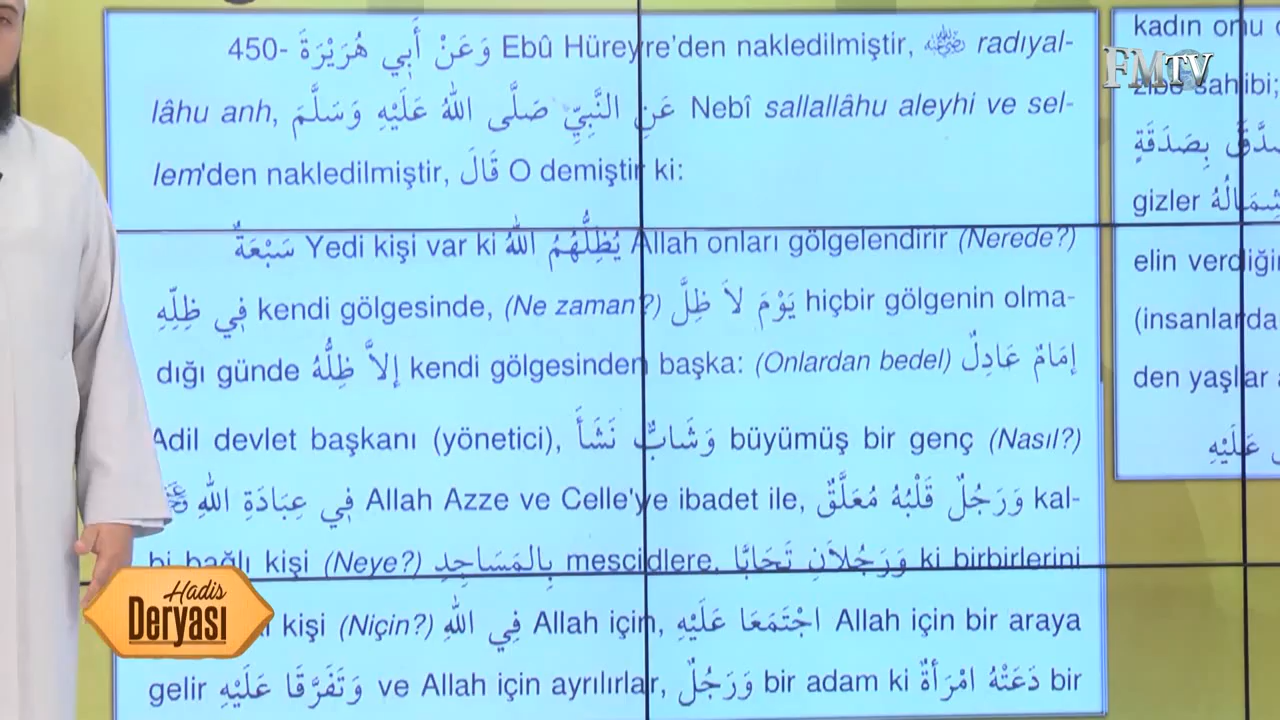 450- وَعَنْ أَبِي هُرَيْرَةَ Ebû Hüreyre'den nakledilmiştir, radıyal-
lâhu anh, عَنِ النَّبِيِّ صَلَّى اللهُ عَلَيْهِ وَسَلَّمَ Nebî sallallâhu aleyhi ve sel-
lem'den nakledilmiştir, قَالَ O demiştir ki:
سَبْعَةٌ Yedi kişi var ki يُظِلُّهُمُ اللهُ Allah onları gölgelendirir (Nerede?)
فِي ظِلِّهِ kendi gölgesinde, (Ne zaman?) يَوْمَ لاَ ظِلَّ hiçbir gölgenin olma-
dığı günde إِلاَّ ظِلُّهُ kendi gölgesinden başka: (Onlardan bedel) إِمَامٌ عَادِلٌ
Adil devlet başkanı (yönetici), وَشَابٌّ نَشَأَ büyümüş bir genç (Nasıl?)
فِي عِبَادَةِ اللهِ Allah Azze ve Celle'ye ibadet ile, وَرَجُلٌ قَلْبُهُ مُعَلَّقٌ kal-
bi bağlı kişi (Neye?) بِالْمَسَاجِدِ mescidlere, وَرَجُلاَنِ تَحَابَّا ki birbirlerini
kişi (Niçin?) فِي اللهِ Allah için, اجْتَمَعَا عَلَيْهِ Allah için bir araya
gelir وَتَفَرَّقَا عَلَيْهِ ve Allah için ayrılırlar, وَرَجُلٌ bir adam ki دَعَتْهُ امْرَأَةٌ bir
kadın onu
sahibi;
بِصَدَقَةٍ
gizler شِمَالُهُ
elin verdiği
(insanlarda
den yaşlar
عَلَيْهِ
FMTV
Hadis
Deryası